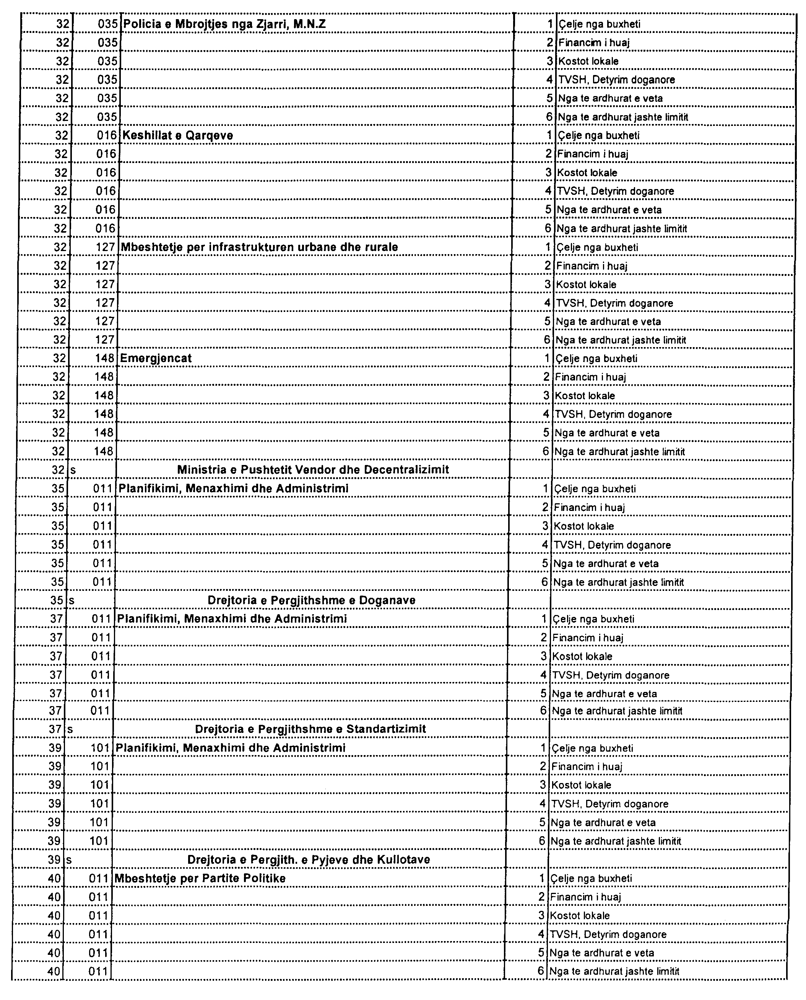 32 035 Policia e Mbrojtjes nga Zjarri, M.N.Z 1 Çelje nga buxheti
32 035 2 Financim i huaj
32 035 3 Kostot lokale
32 035 4 TVSH, Detyrim doganore
32 035 5 Nga te ardhurat e veta
32 035 6 Nga te ardhurat jashte limitit
32 016 Keshillat e Qarqeve 1 Çelje nga buxheti
32 016 2 Financim i huaj
32 016 3 Kostot lokale
32 016 4 TVSH, Detyrim doganore
32 016 5 Nga te ardhurat e veta
32 016 6 Nga te ardhurat jashte limitit
32 127 Mbeshtetje per infrastrukturen urbane dhe rurale 1 Çelje nga buxheti
32 127 2 Financim i huaj
32 127 3 Kostot lokale
32 127 4 TVSH, Detyrim doganore
32 127 5 Nga te ardhurat e veta
32 127 6 Nga te ardhurat jashte limitit
32 148 Emergjencat 1 Çelje nga buxheti
32 148 2 Financim i huaj
32 148 3 Kostot lokale
32 148 4 TVSH, Detyrim doganore
32 148 5 Nga te ardhurat e veta
32 148 6 Nga te ardhurat jashte limitit
32 s Ministria e Pushtetit Vendor dhe Decentralizimit
35 011 Planifikimi, Menaxhimi dhe Administrimi 1 Çelje nga buxheti
35 011 2 Financim i huaj
35 011 3 Kostot lokale
35 011 4 TVSH, Detyrim doganore
35 011 5 Nga te ardhurat e veta
35 011 6 Nga te ardhurat jashte limitit
35 s Drejtoria e Pergjithshme e Doganave
37 011 Planifikimi, Menaxhimi dhe Administrimi 1 Çelje nga buxheti
37 011 2 Financim i huaj
37 011 3 Kostot lokale
37 011 4 TVSH, Detyrim doganore
37 011 5 Nga te ardhurat e veta
37 011 6 Nga te ardhurat jashte limitit
37 s Drejtoria e Pergjithshme e Standartizimit
39 101 Planifikimi, Menaxhimi dhe Administrimi 1 Çelje nga buxheti
39 101 2 Financim i huaj
39 101 3 Kostot lokale
39 101 4 TVSH, Detyrim doganore
39 101 5 Nga te ardhurat e veta
39 101 6 Nga te ardhurat jashte limitit
39 s Drejtoria e Pergjith. e Pyjeve dhe Kullotave
40 011 Mbeshtetje per Partite Politike 1 Çelje nga buxheti
40 011 2 Financim i huaj
40 011 3 Kostot lokale
40 011 4 TVSH, Detyrim doganore
40 011 5 Nga te ardhurat e veta
40 011 6 Nga te ardhurat jashte limitit